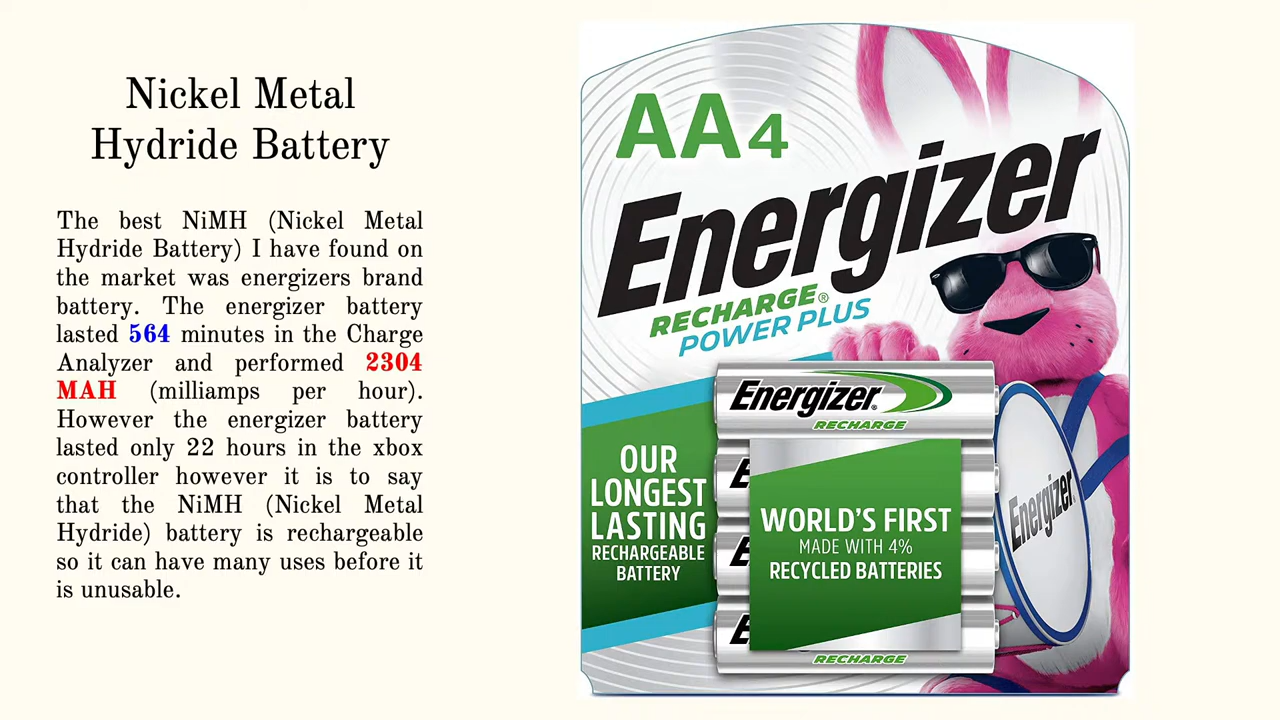 Nickel Metal
Hydride Battery
The best NiMH (Nickel Metal
Hydride Battery) I have found on
the market was energizers brand
battery. The energizer battery
lasted 564 minutes in the Charge
Analyzer and performed 2304
MAH (milliamps per hour).
However the energizer battery
lasted only 22 hours in the xbox
controller however it is to say
that the NiMH (Nickel Metal
Hydride) battery is rechargeable
so it can have many uses before it
is unusable.
AA4
Energizer
RECHARGE®
POWER PLUS
Energizer®
RECHARGE
OUR
LONGEST
LASTING
RECHARGEABLE
BATTERY
WORLD'S FIRST
MADE WITH 4%
RECYCLED BATTERIES
E
E
E
RECHARGE
Energizer